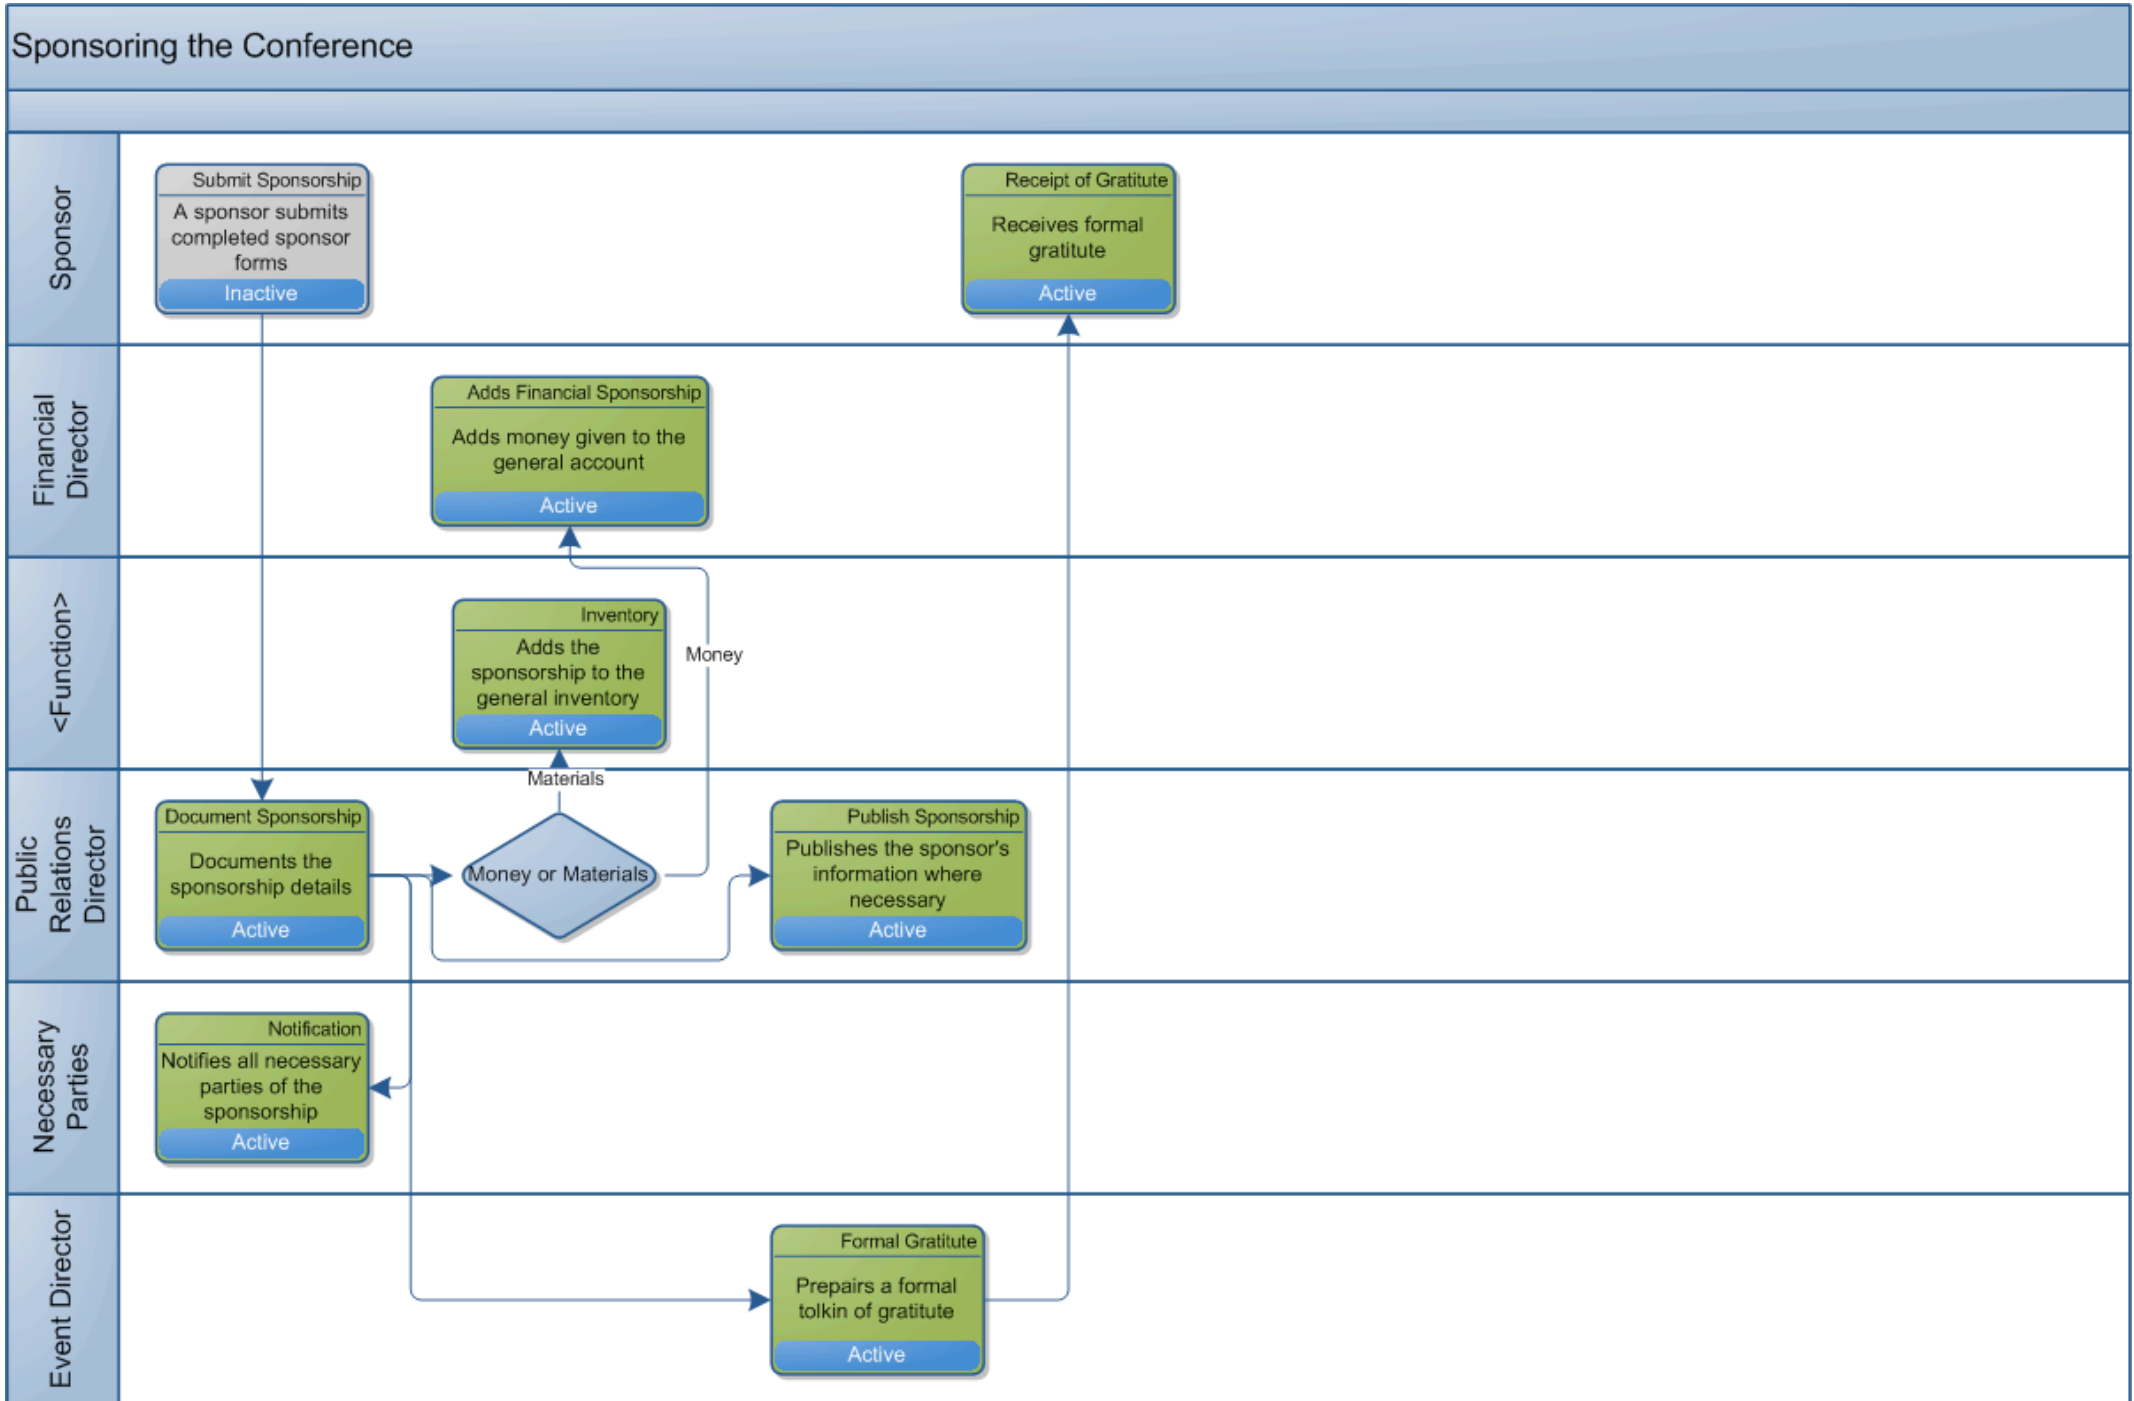 Sponsoring the Conference
Sponsor
Submit Sponsorship
A sponsor submits
completed sponsor
forms
Inactive
Receipt of Gratitute
Receives formal
gratitute
Active
Financial
Director
Adds Financial Sponsorship
Adds money given to the
general account
Active
<Function>
Inventory
Adds the
sponsorship to the
general inventory
Active
Money
Materials
Public
Relations
Director
Document Sponsorship
Documents the
sponsorship details
Active
Money or Materials
Publish Sponsorship
Publishes the sponsor's
information where
necessary
Active
Necessary
Parties
Notification
Notifies all necessary
parties of the
sponsorship
Active
Event Director
Formal Gratitute
Prepairs a formal
tolkin of gratitute
Active